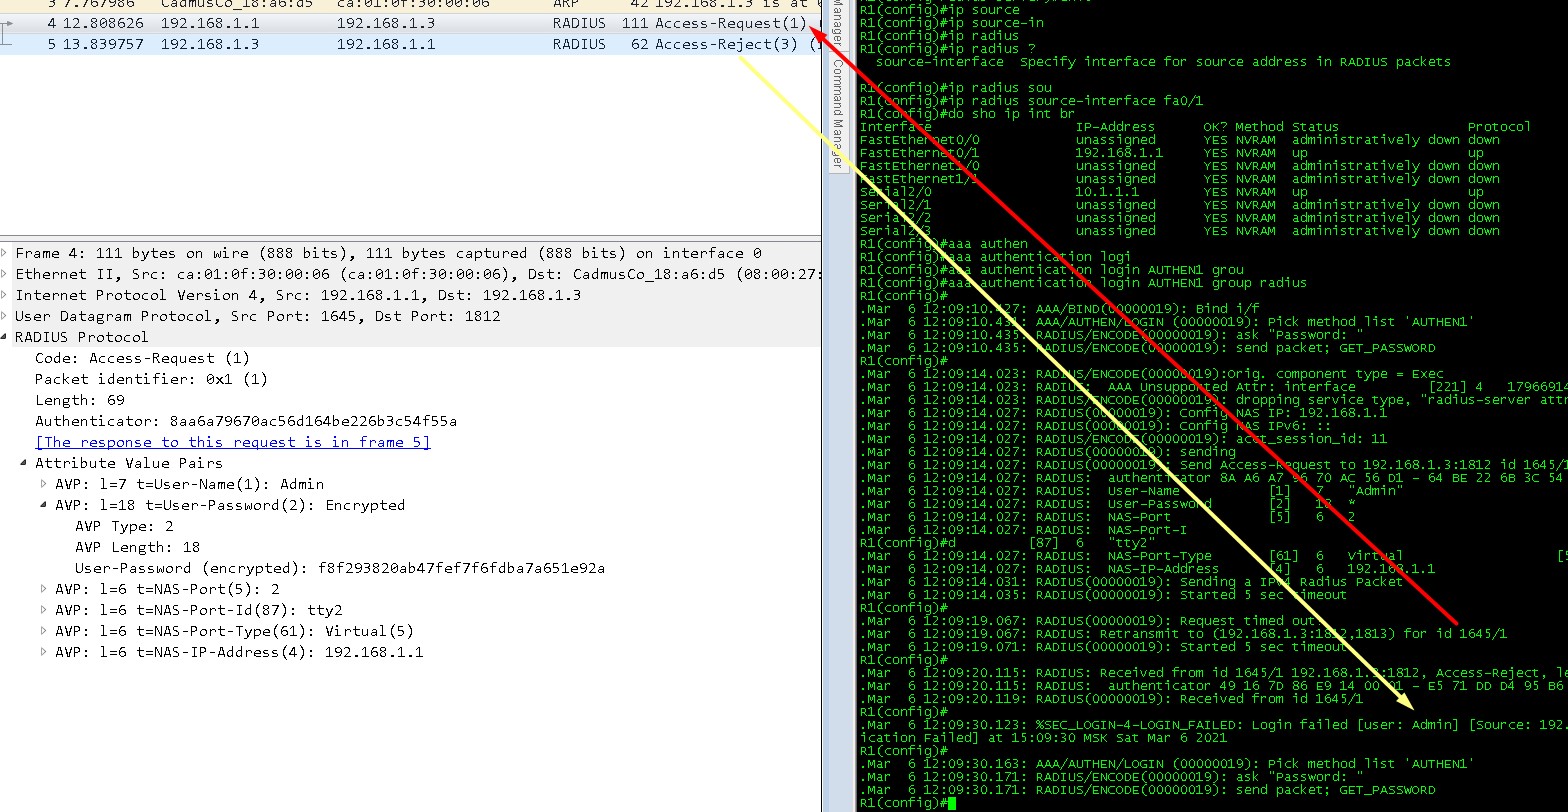 3 7.767986 CadmusCo_18:a6:d5 ca:01:0f:30:00:06 ARP 42 192.168.1.3 is at
4 12.808626 192.168.1.1 192.168.1.3 RADIUS 111 Access-Request(1)
5 13.839757 192.168.1.3 192.168.1.1 RADIUS 62 Access-Reject(3)
Frame 4: 111 bytes on wire (888 bits), 111 bytes captured (888 bits) on interface 0
Ethernet II, Src: ca:01:0f:30:00:06 (ca:01:0f:30:00:06), Dst: CadmusCo_18:a6:d5 (08:00:27:
Internet Protocol Version 4, Src: 192.168.1.1, Dst: 192.168.1.3
User Datagram Protocol, Src Port: 1645, Dst Port: 1812
RADIUS Protocol
Code: Access-Request (1)
Packet identifier: 0x1 (1)
Length: 69
Authenticator: 8aa6a79670ac56d164be226b3c54f55a
[The response to this request is in frame 5]
Attribute Value Pairs
AVP: l=7 t=User-Name(1): Admin
AVP: l=18 t=User-Password(2): Encrypted
AVP Type: 2
AVP Length: 18
User-Password (encrypted): f8f293820ab47fef7f6fdba7a651e92a
AVP: l=6 t=NAS-Port(5): 2
AVP: l=6 t=NAS-Port-Id(87): tty2
AVP: l=6 t=NAS-Port-Type(61): Virtual(5)
AVP: l=6 t=NAS-IP-Address(4): 192.168.1.1
Manager
Command Manager
R1(config)#ip source
R1(config)#ip source-in
R1(config)#ip radius
R1(config)#ip radius ?
source-interface Specify interface for source address in RADIUS packets
R1(config)#ip radius sou
R1(config)#ip radius source-interface fa0/1
R1(config)#do sho ip int br
Interface IP-Address OK? Method Status Protocol
FastEthernet0/0 unassigned YES NVRAM administratively down down
FastEthernet0/1 192.168.1.1 YES NVRAM up up
FastEthernet1/0 unassigned YES NVRAM administratively down down
FastEthernet1/1 unassigned YES NVRAM administratively down down
Serial2/0 10.1.1.1 YES NVRAM up up
Serial2/1 unassigned YES NVRAM administratively down down
Serial2/2 unassigned YES NVRAM administratively down down
Serial2/3 unassigned YES NVRAM administratively down down
R1(config)#aaa authen
R1(config)#aaa authentication logi
R1(config)#aaa authentication login AUTHEN1 grou
R1(config)#aaa authentication login AUTHEN1 group radius
R1(config)#
.Mar 6 12:09:10.427: AAA/BIND(00000019): Bind i/f
.Mar 6 12:09:10.431: AAA/AUTHEN/LOGIN (00000019): Pick method list 'AUTHEN1'
.Mar 6 12:09:10.435: RADIUS/ENCODE(00000019): ask "Password: "
.Mar 6 12:09:10.435: RADIUS/ENCODE(00000019): send packet; GET_PASSWORD
R1(config)#
.Mar 6 12:09:14.023: RADIUS/ENCODE(00000019):Orig. component type = Exec
.Mar 6 12:09:14.023: RADIUS: AAA Unsupported Attr: interface [221] 4 17966914
.Mar 6 12:09:14.023: RADIUS/ENCODE(00000019): dropping service type, "radius-server attr
.Mar 6 12:09:14.027: RADIUS(00000019): Config NAS IP: 192.168.1.1
.Mar 6 12:09:14.027: RADIUS(00000019): Config NAS IPv6: ::
.Mar 6 12:09:14.027: RADIUS/ENCODE(00000019): acct_session_id: 11
.Mar 6 12:09:14.027: RADIUS(00000019): sending
.Mar 6 12:09:14.027: RADIUS(00000019): Send Access-Request to 192.168.1.3:1812 id 1645/1
.Mar 6 12:09:14.027: RADIUS: authenticator 8A A6 A7 96 70 AC 56 D1 - 64 BE 22 6B 3C 54
.Mar 6 12:09:14.027: RADIUS: User-Name [1] 7 "Admin"
.Mar 6 12:09:14.027: RADIUS: User-Password [2] 18 *
.Mar 6 12:09:14.027: RADIUS: NAS-Port [5] 6 2
.Mar 6 12:09:14.027: RADIUS: NAS-Port-I
R1(config)#d [87] 6 "tty2"
.Mar 6 12:09:14.027: RADIUS: NAS-Port-Type [61] 6 Virtual [5
.Mar 6 12:09:14.027: RADIUS: NAS-IP-Address [4] 6 192.168.1.1
.Mar 6 12:09:14.031: RADIUS(00000019): Sending a IPv4 Radius Packet
.Mar 6 12:09:14.035: RADIUS(00000019): Started 5 sec timeout
R1(config)#
.Mar 6 12:09:19.067: RADIUS(00000019): Request timed out
.Mar 6 12:09:19.067: RADIUS: Retransmit to (192.168.1.3:1812,1813) for id 1645/1
.Mar 6 12:09:19.071: RADIUS(00000019): Started 5 sec timeout
R1(config)#
.Mar 6 12:09:20.115: RADIUS: Received from id 1645/1 192.168.1.3:1812, Access-Reject, le
.Mar 6 12:09:20.115: RADIUS: authenticator 49 16 7D 86 E9 14 00 01 - E5 71 DD D4 95 B6
.Mar 6 12:09:20.119: RADIUS(00000019): Received from id 1645/1
R1(config)#
.Mar 6 12:09:30.123: %SEC_LOGIN-4-LOGIN_FAILED: Login failed [user: Admin] [Source: 192.
ication Failed] at 15:09:30 MSK Sat Mar 6 2021
R1(config)#
.Mar 6 12:09:30.163: AAA/AUTHEN/LOGIN (00000019): Pick method list 'AUTHEN1'
.Mar 6 12:09:30.171: RADIUS/ENCODE(00000019): ask "Password: "
.Mar 6 12:09:30.171: RADIUS/ENCODE(00000019): send packet; GET_PASSWORD
R1(config)#